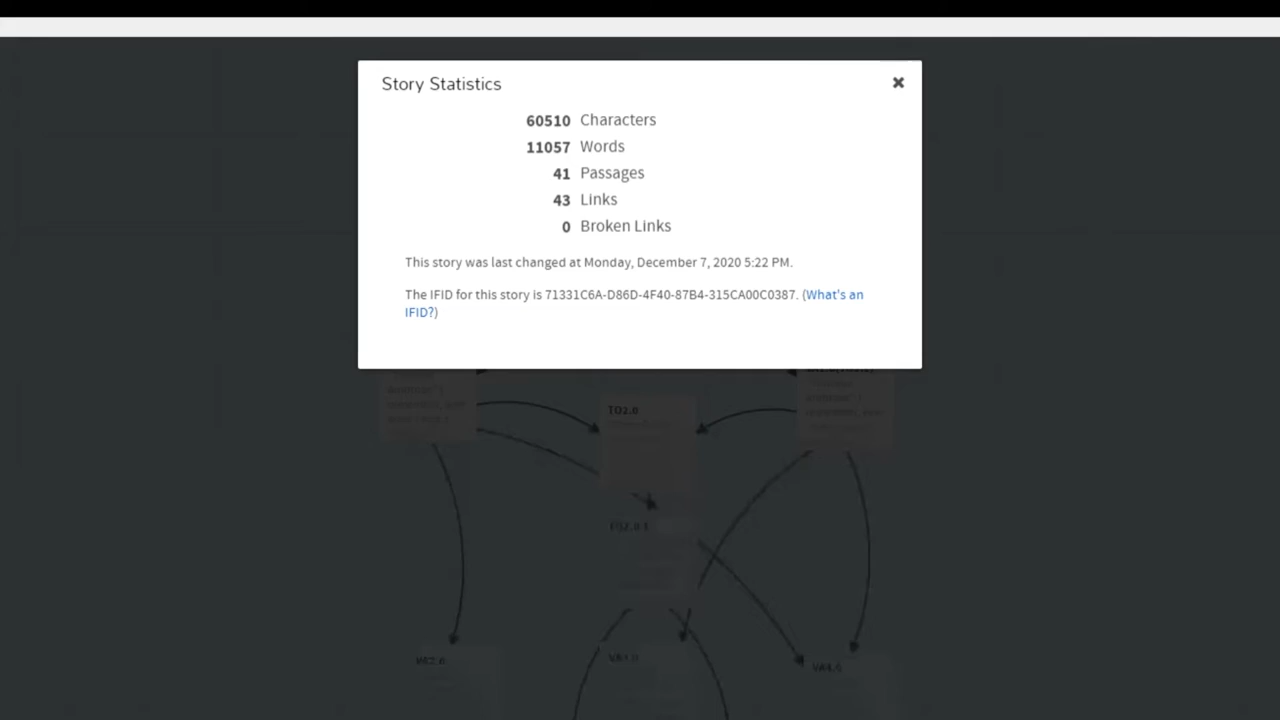 Story Statistics
60510 Characters
11057 Words
41 Passages
43 Links
0 Broken Links
This story was last changed at Monday, December 7, 2020 5:22 PM.
The IFID for this story is 71331C6A-D86D-4F40-87B4-315CA00C0387. (What's an
IFID?)
TO2.0